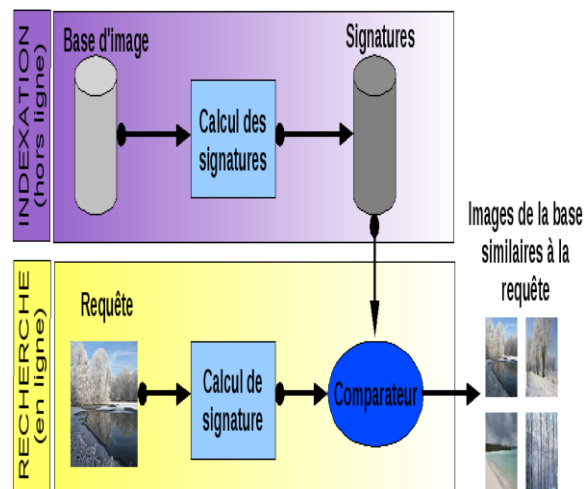 INDEXATION
(hors ligne)
Base d'image
Calcul des
signatures
Signatures
RECHERCHE
(en ligne)
Requête
Calcul de
signature
Comparateur
Images de la base
similaires à la
requête